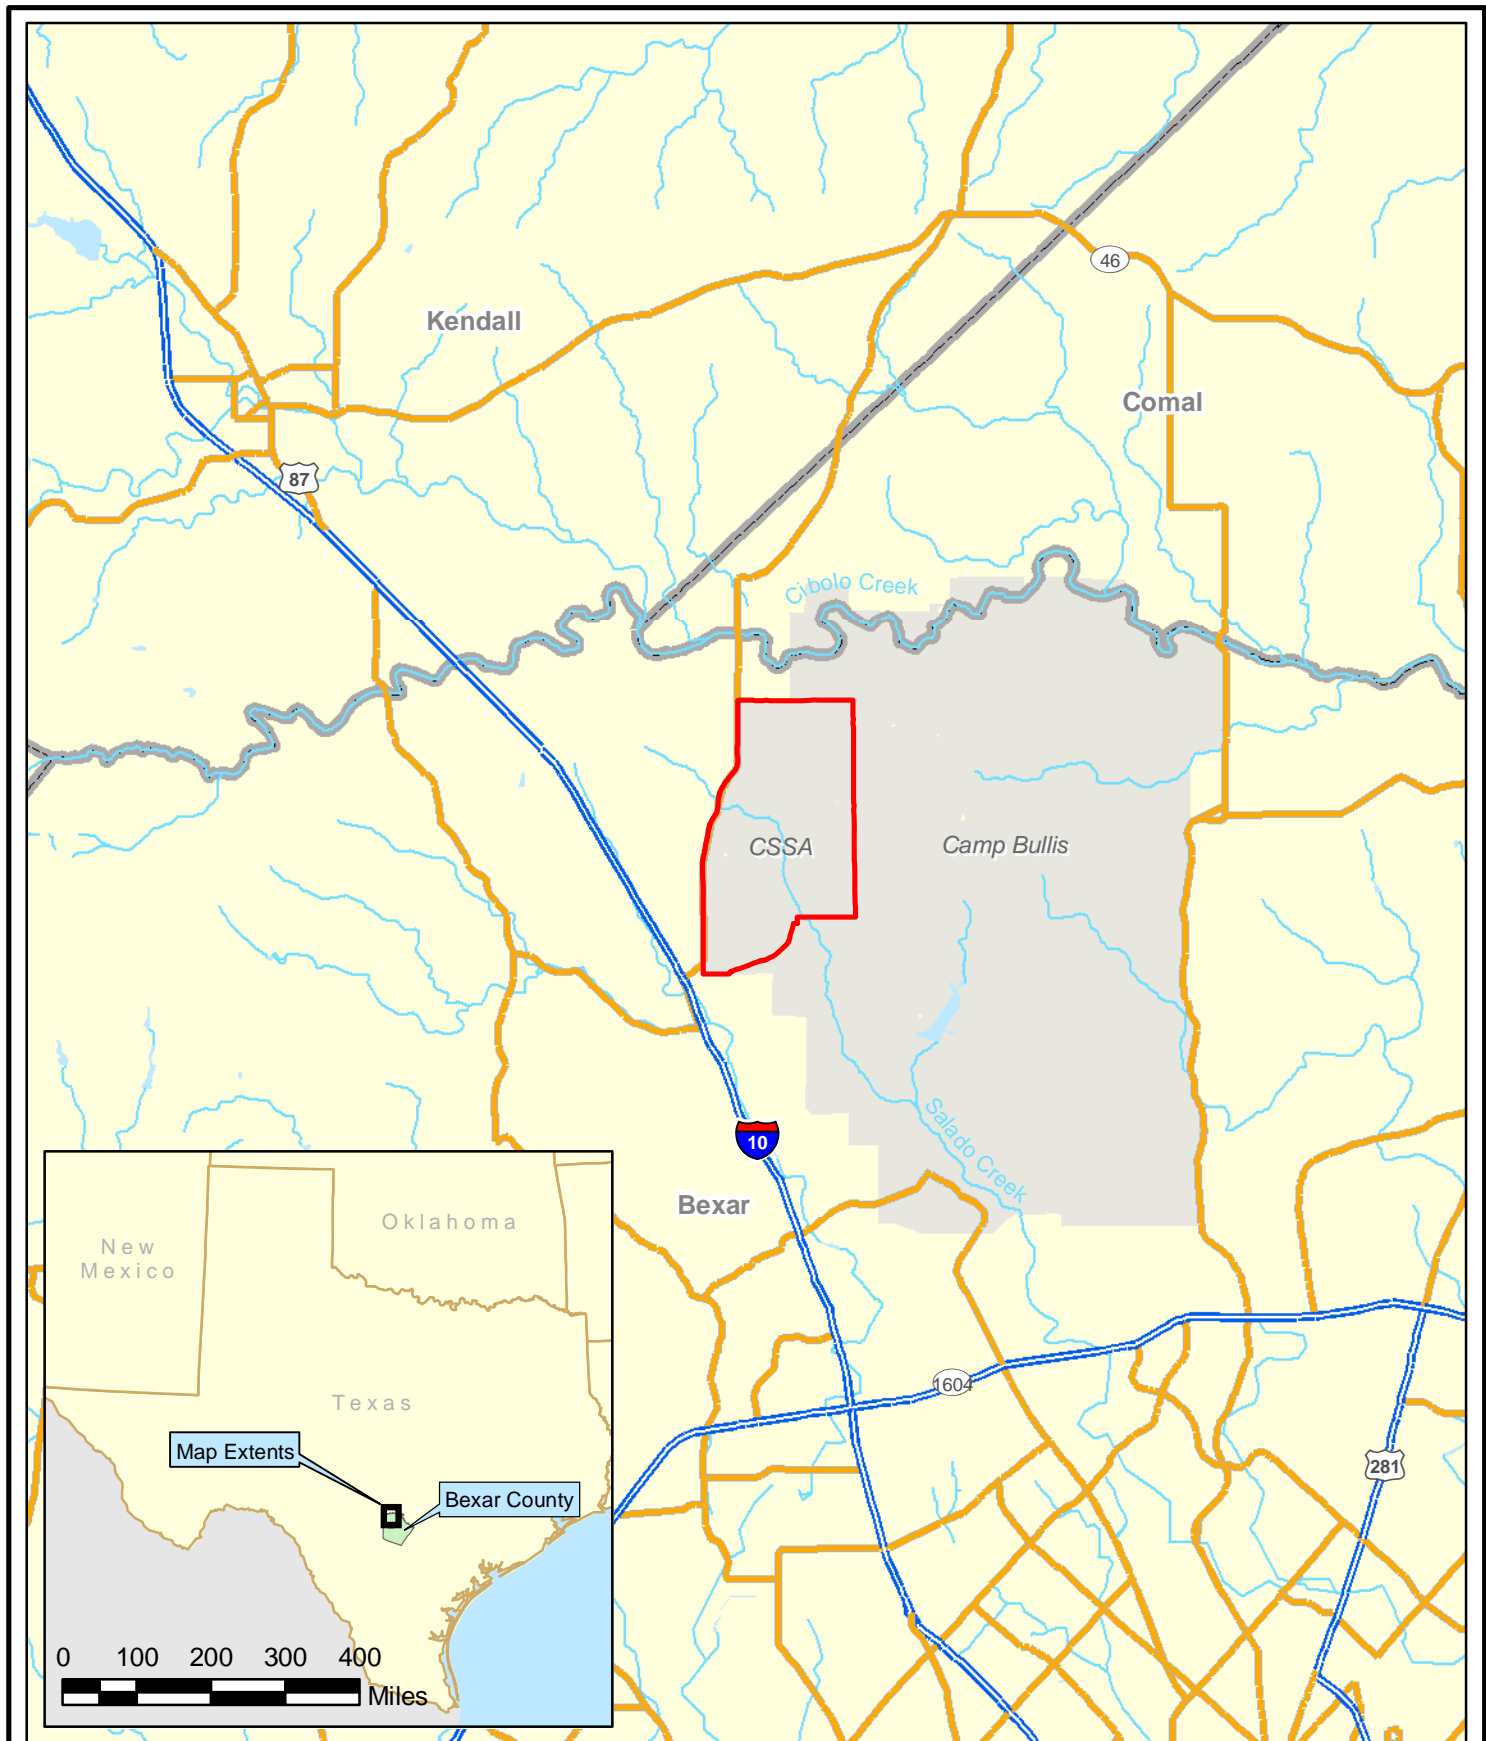 46
Kendall
Comal
87
Cibolo Creek
CSSA
Camp Bullis
Salado Creek
10
Bexar
1604
281
Oklahoma
New
Mexico
Texas
Map Extents
Bexar County
0 100 200 300 400
Miles